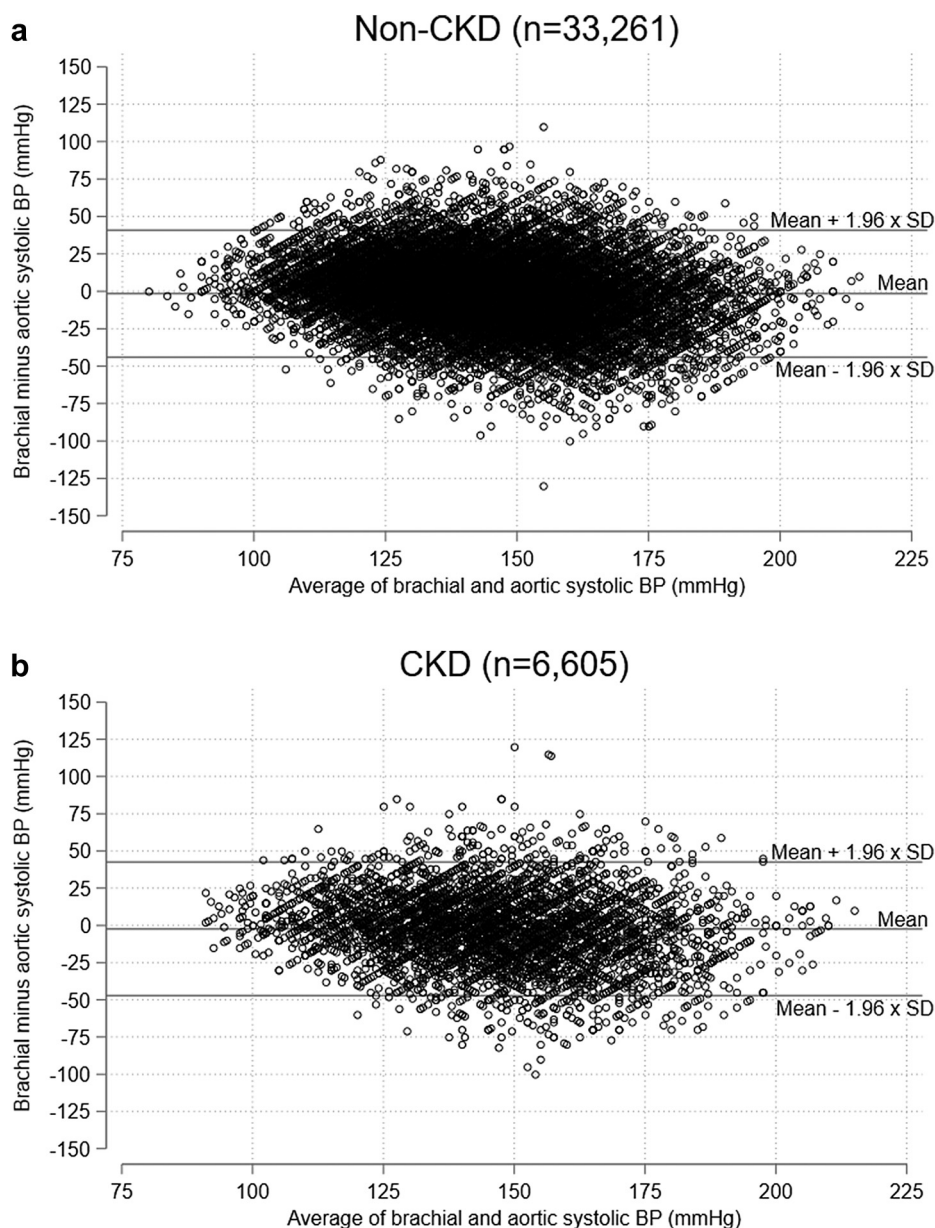 a
Non-CKD (n=33,261)
150
125
100
75
50
25
0
-25
-50
-75
-100
-125
-150
Brachial minus aortic systolic BP (mmHg)
Mean + 1.96 x SD
Mean
Mean - 1.96 x SD
75 100 125 150 175 200 225
Average of brachial and aortic systolic BP (mmHg)
b
CKD (n=6,605)
150
125
100
75
50
25
0
-25
-50
-75
-100
-125
-150
Brachial minus aortic systolic BP (mmHg)
Mean + 1.96 x SD
Mean
Mean - 1.96 x SD
75 100 125 150 175 200 225
Average of brachial and aortic systolic BP (mmHg)